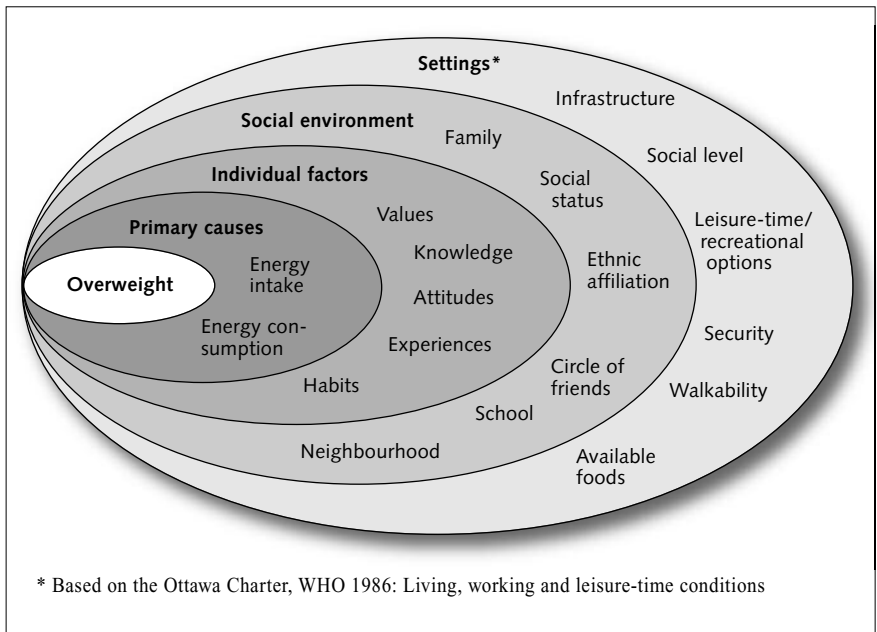 Settings*
Infrastructure
Social environment
Family
Social level
Individual factors
Social
status
Values
Leisure-time/
recreational
options
Primary causes
Knowledge
Ethnic
affiliation
Energy
intake
Overweight
Attitudes
Energy con-
sumption
Experiences
Security
Habits
Circle of
friends
Walkability
School
Neighbourhood
Available
foods
* Based on the Ottawa Charter, WHO 1986: Living, working and leisure-time conditions